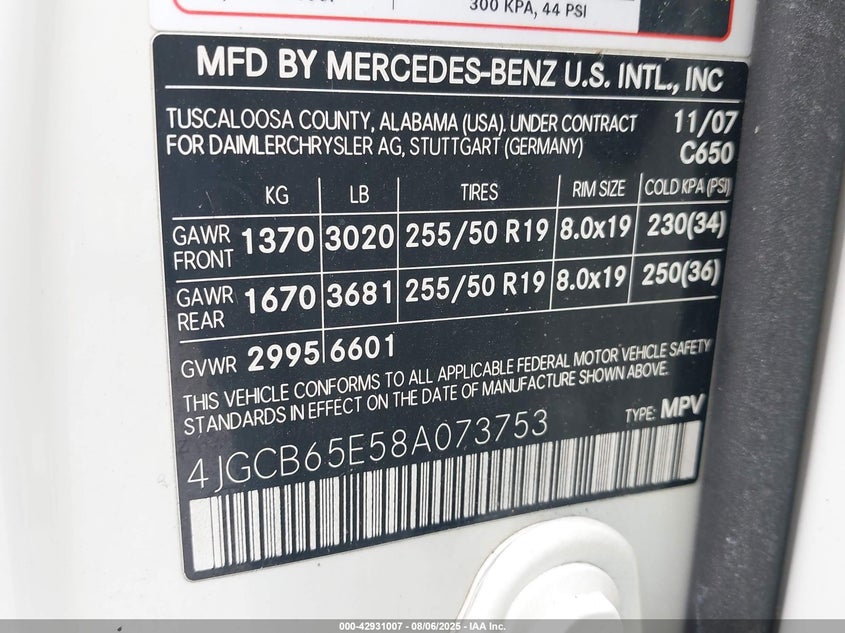 300 KPA, 44 PSI
MFD BY MERCEDES-BENZ U.S. INTL., INC
TUSCALOOSA COUNTY, ALABAMA (USA). UNDER CONTRACT 11/07
FOR DAIMLERCHRYSLER AG, STUTTGART (GERMANY) C650
KG LB TIRES RIM SIZE COLD KPA (PSI)
GAWR FRONT 1370 3020 255/50 R19 8.0x19 230(34)
GAWR REAR 1670 3681 255/50 R19 8.0x19 250(36)
GVWR 2995 6601
THIS VEHICLE CONFORMS TO ALL APPLICABLE FEDERAL MOTOR VEHICLE SAFETY
STANDARDS IN EFFECT ON THE DATE OF MANUFACTURE SHOWN ABOVE.
TYPE: MPV
4JGCB65E58A073753
000-42931007 - 08/06/2025 - IAA Inc.